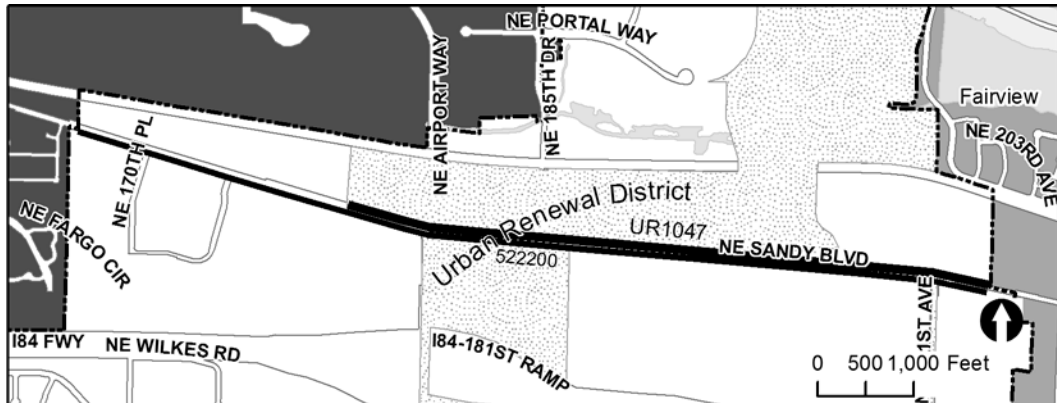 NE PORTAL WAY
NE AIRPORT WAY
NE 185TH DR
Fairview
NE 203RD AVE
NE 170TH PL
NE FARGO CIR
Urban Renewal District
UR1047
522200
NE SANDY BLVD
1ST AVE
I84 FWY
NE WILKES RD
I84-181ST RAMP
0 500 1,000 Feet